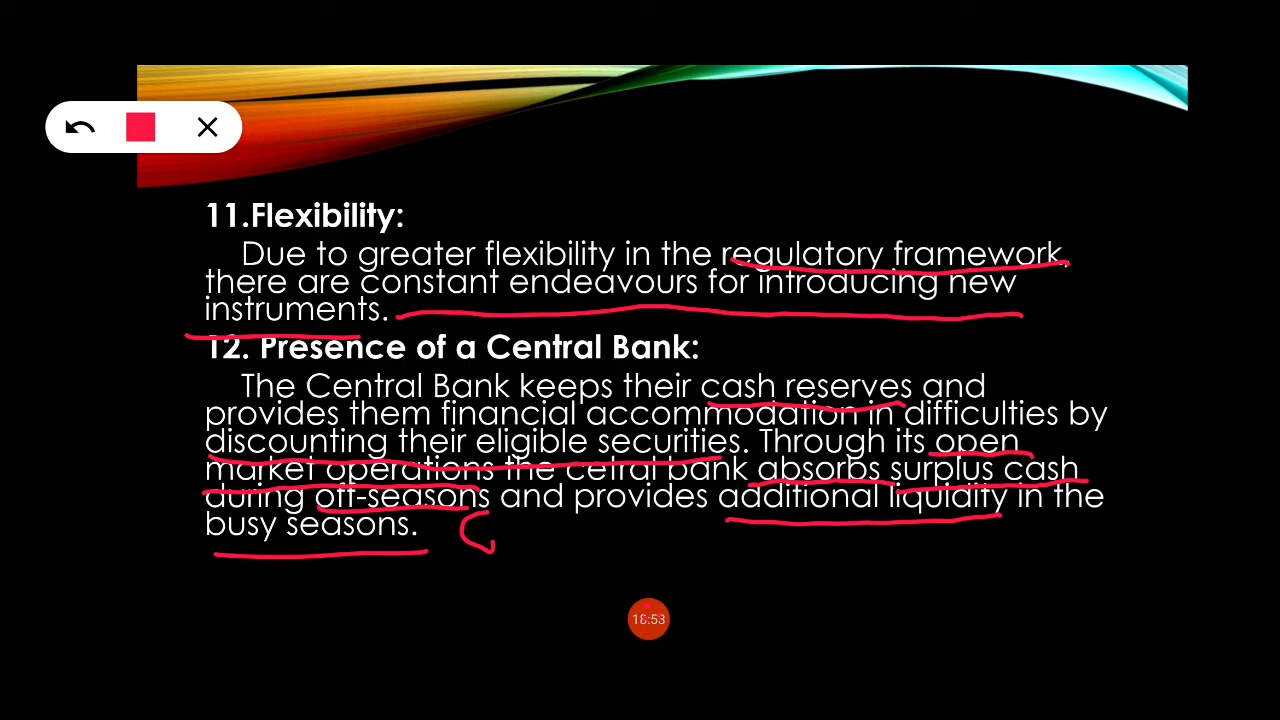 11.Flexibility:
Due to greater flexibility in the regulatory framework,
there are constant endeavours for introducing new
instruments.
12. Presence of a Central Bank:
The Central Bank keeps their cash reserves and
provides them financial accommodation in difficulties by
discounting their eligible securities. Through its open
market operations the cetral bank absorbs surplus cash
during off-seasons and provides additional liquidity in the
busy seasons.
18:53